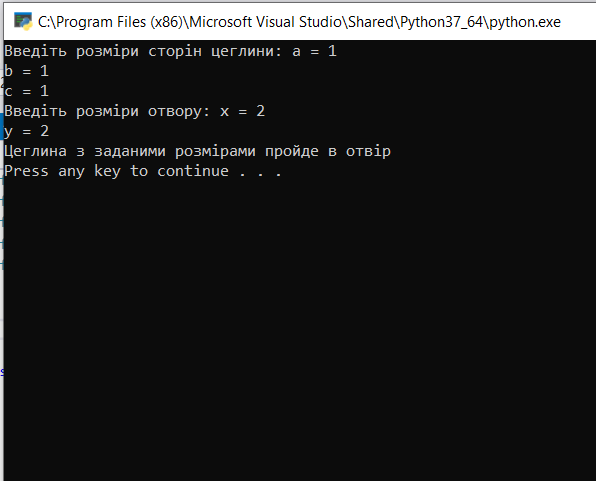 C:\Program Files (x86)\Microsoft Visual Studio\Shared\Python37_64\python.exe
Введіть розміри сторін цеглини: a = 1
b = 1
c = 1
Введіть розміри отвору: x = 2
y = 2
Цеглина з заданими розмірами пройде в отвір
Press any key to continue . . .